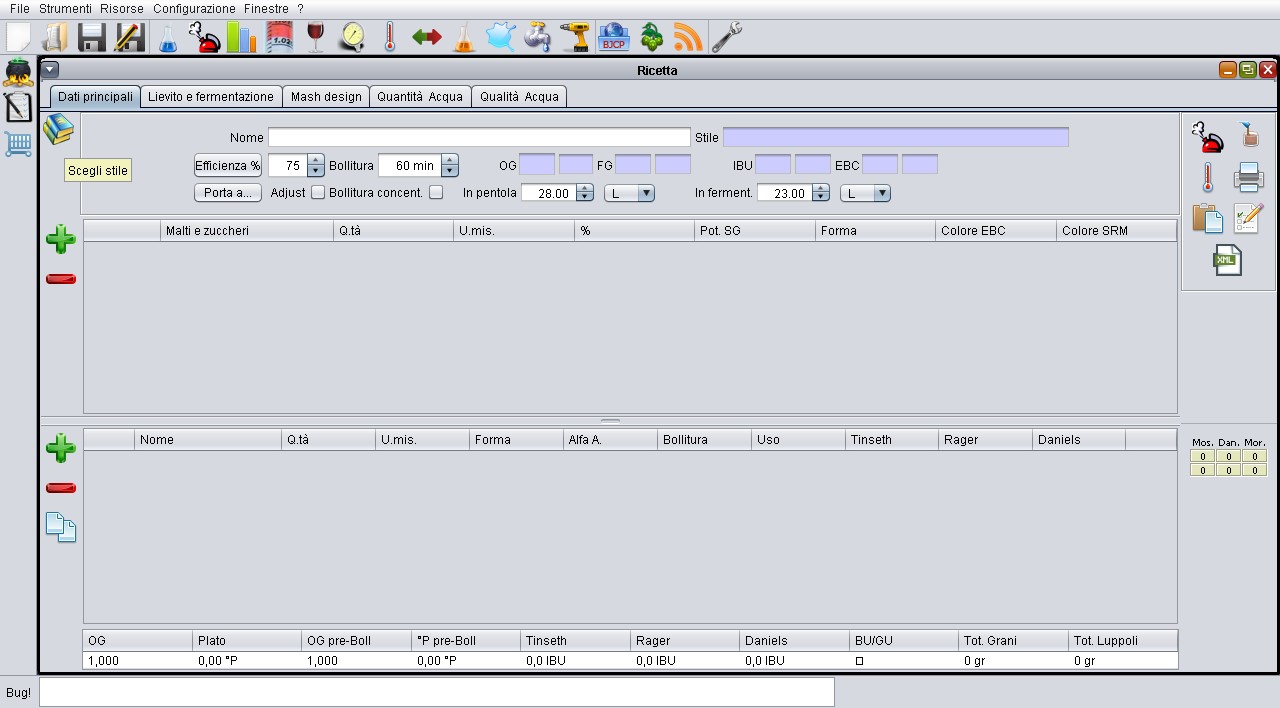 File Strumenti Risorse Configurazione Finestre ?
1.02
BJCP
Ricetta
Dati principali Lievito e fermentazione Mash design Quantità Acqua Qualità Acqua
Nome Stile
Scegli stile
Efficienza % 75 Bollitura 60 min OG FG IBU EBC
Porta a... Adjust Bollitura concent. In pentola 28.00 L In ferment. 23.00 L
Malti e zuccheri Q.tà U.mis. % Pot. SG Forma Colore EBC Colore SRM
XML
Nome Q.tà U.mis. Forma Alfa A. Bollitura Uso Tinseth Rager Daniels
Mos. Dan. Mor.
0 0 0
0 0 0
OG Plato OG pre-Boll °P pre-Boll Tinseth Rager Daniels BU/GU Tot. Grani Tot. Luppoli
1,000 0,00 °P 1,000 0,00 °P 0,0 IBU 0,0 IBU 0,0 IBU □ 0 gr 0 gr
Bug!